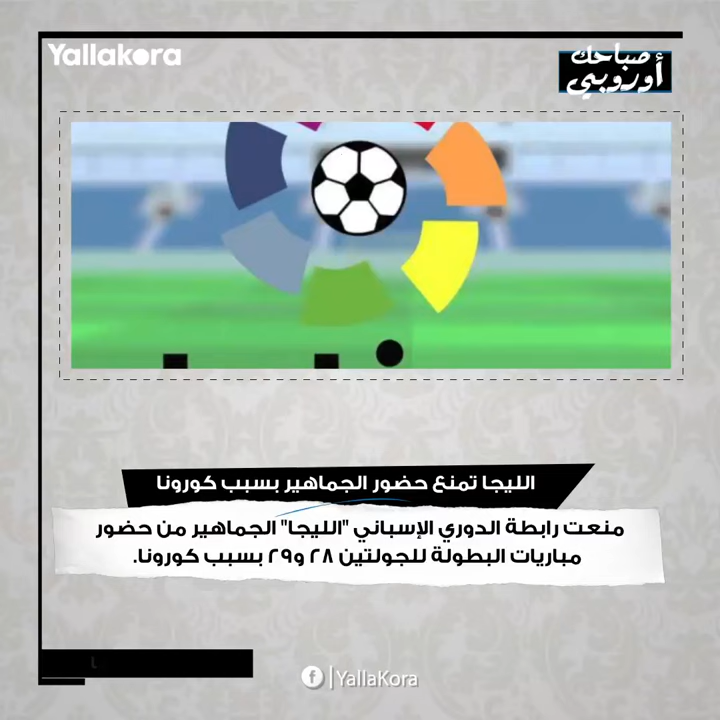 Yallakora
صباحك
أوروبي
الليجا تمنع حضور الجماهير بسبب كورونا
منعت رابطة الدوري الإسباني "الليجا" الجماهير من حضور
مباريات البطولة للجولتين ٢٨ و٢٩ بسبب كورونا.
f | YallaKora